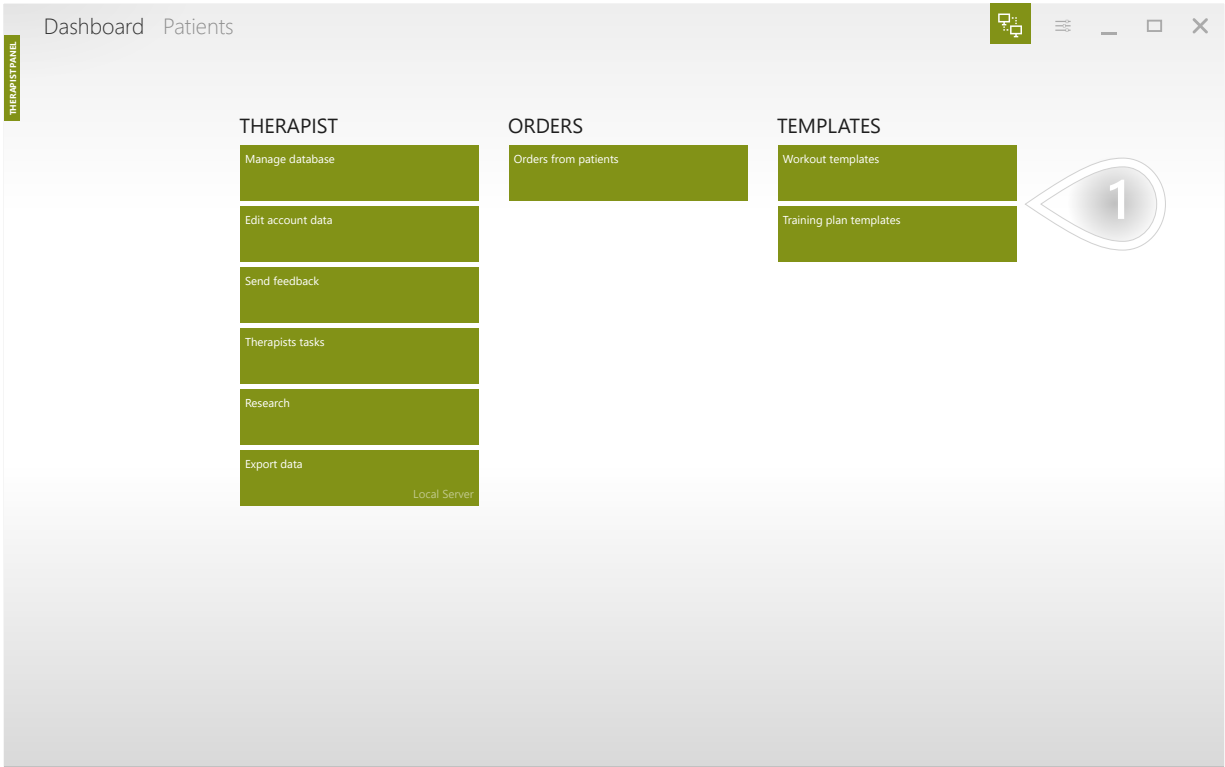 Dashboard Patients
THERAPIST PANEL
THERAPIST
Manage database
Edit account data
Send feedback
Therapists tasks
Research
Export data
Local Server
ORDERS
Orders from patients
TEMPLATES
Workout templates
Training plan templates
1